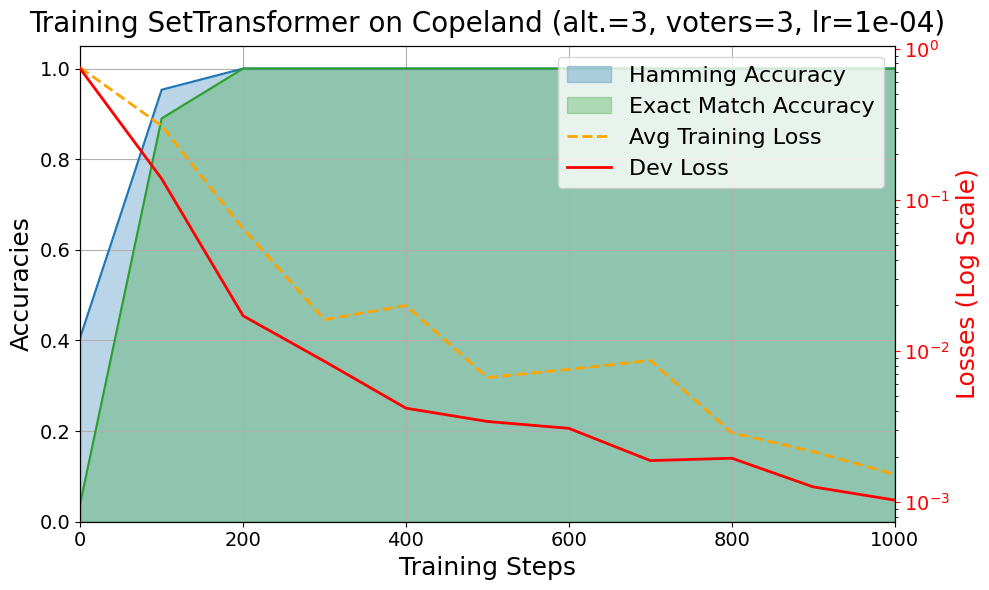 Training SetTransformer on Copeland (alt.=3, voters=3, lr=1e-04)
Accuracies
1.0
0.8
0.6
0.4
0.2
0.0
0
200
400
600
800
1000
Training Steps
Hamming Accuracy
Exact Match Accuracy
Avg Training Loss
Dev Loss
10⁰
10⁻¹
10⁻²
10⁻³
Losses (Log Scale)